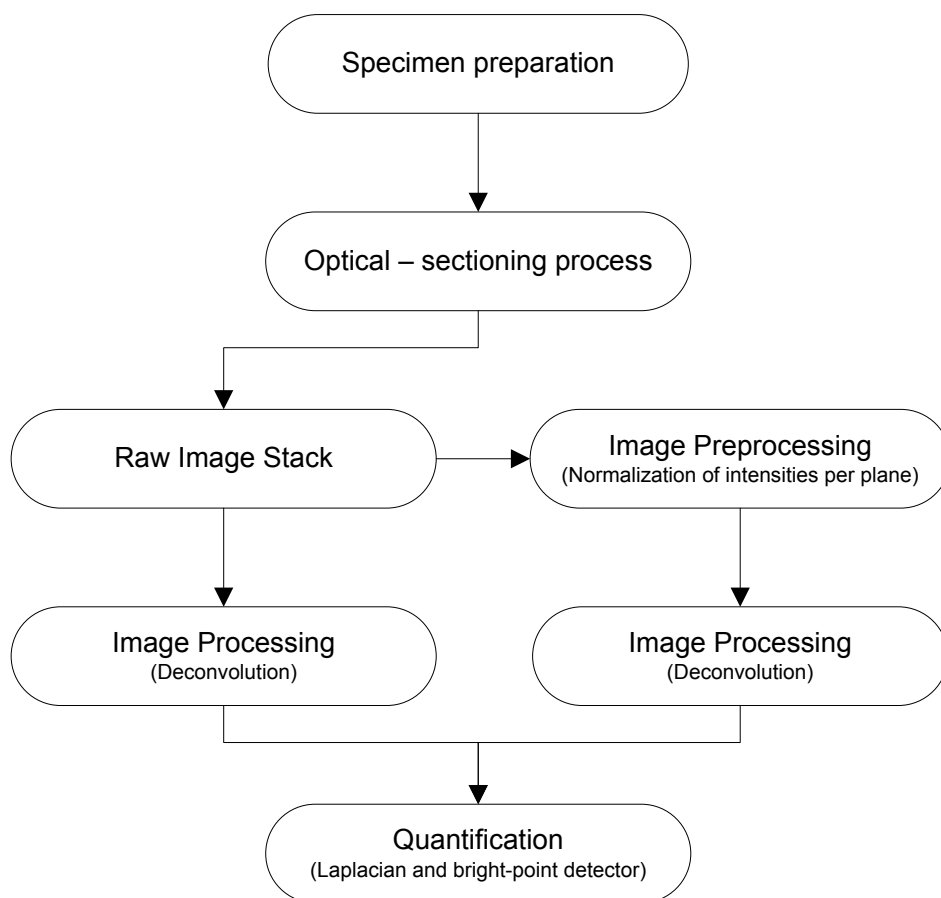 Specimen preparation
Optical – sectioning process
Raw Image Stack
Image Preprocessing
(Normalization of intensities per plane)
Image Processing
(Deconvolution)
Image Processing
(Deconvolution)
Quantification
(Laplacian and bright-point detector)